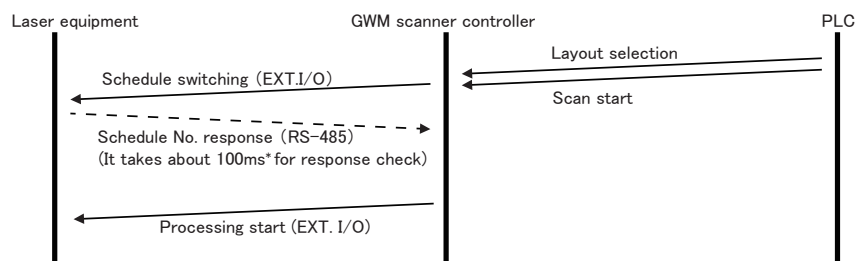 Laser equipment
GWM scanner controller
PLC
Layout selection
Schedule switching (EXT.I/O)
Scan start
Schedule No. response (RS-485)
(It takes about 100ms* for response check)
Processing start (EXT. I/O)